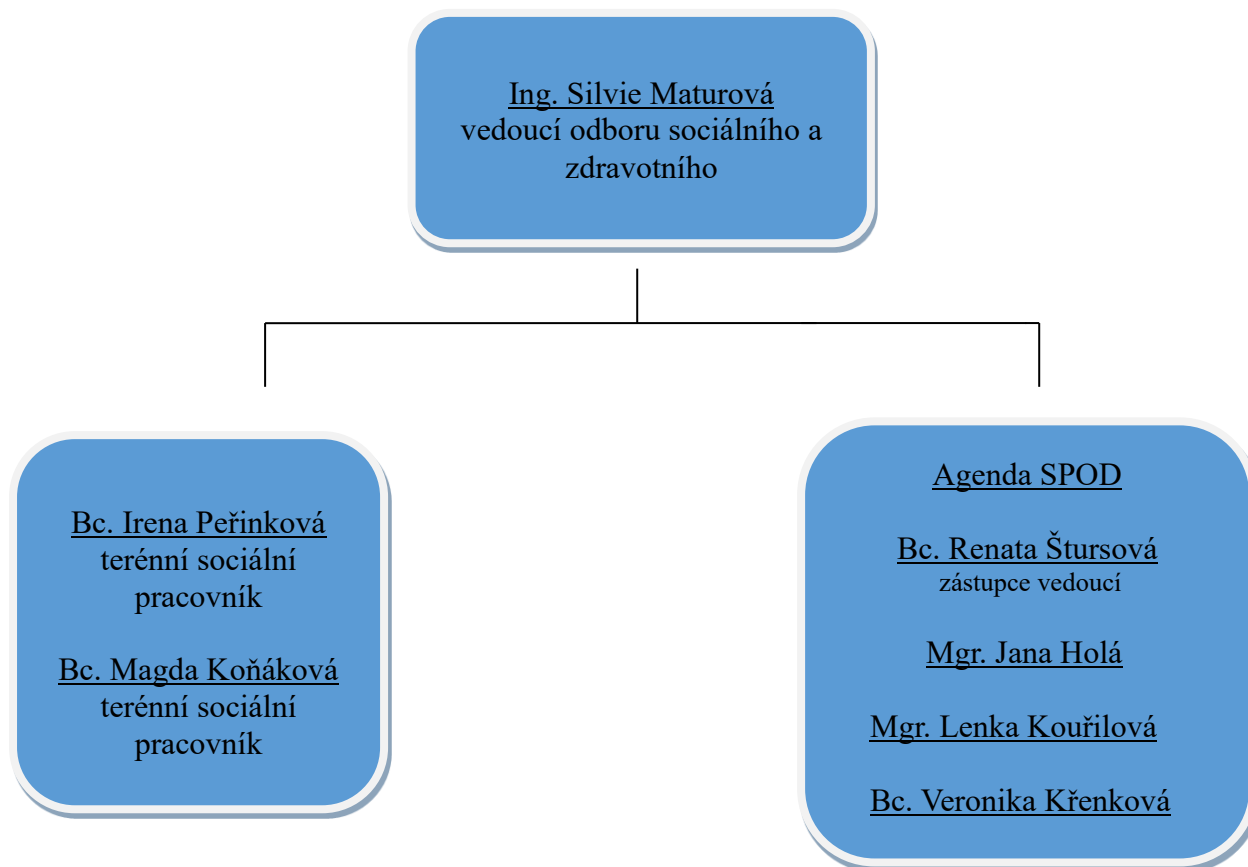 Ing. Silvie Maturová
vedoucí odboru sociálního a
zdravotního
Bc. Irena Peřinková
terénní sociální
pracovník
Bc. Magda Koňáková
terénní sociální
pracovník
Agenda SPOD
Bc. Renata Štursová
zástupce vedoucí
Mgr. Jana Holá
Mgr. Lenka Kouřilová
Bc. Veronika Křenková